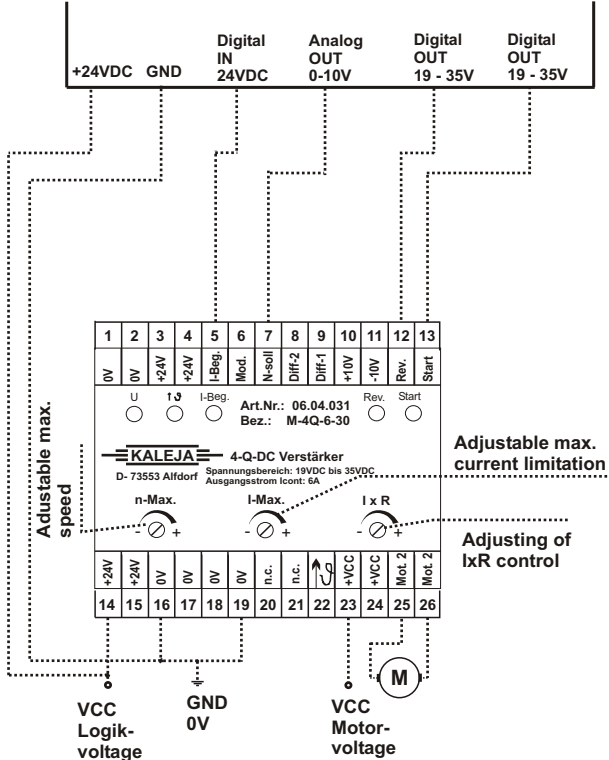 +24VDC GND
Digital
IN
24VDC
Analog
OUT
0-10V
Digital
OUT
19 - 35V
Digital
OUT
19 - 35V
1 2 3 4 5 6 7 8 9 10 11 12 13
0V 0V +24V +24V I-Beg. Mod. N-soll Diff-2 Diff-1 +10V -10V Rev. Start
U I-Beg. Rev. Start
Art.Nr.: 06.04.031
Bez.: M-4Q-6-30
KALEJA
4-Q-DC Verstärker
D- 73553 Alfdorf
Spannungsbereich: 19VDC bis 35VDC
Ausgangsstrom Icont: 6A
n-Max. I-Max. I x R
- + - + - +
+24V +24V 0V 0V 0V 0V n.c. n.c. +VCC +VCC Mot. 2 Mot. 2
14 15 16 17 18 19 20 21 22 23 24 25 26
Adustable max.
speed
Adjustable max.
current limitation
Adjusting of
IxR control
VCC
Logik-
voltage
GND
0V
VCC
Motor-
voltage
M